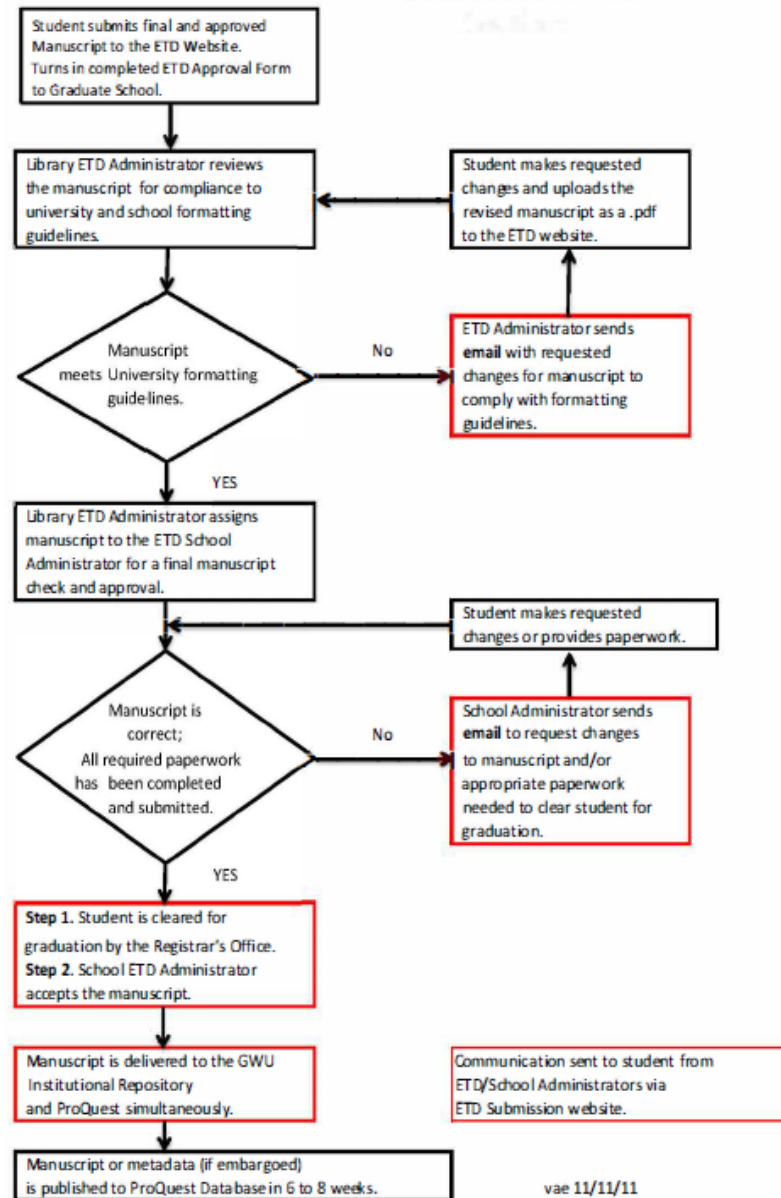 Student submits final and approved
Manuscript to the ETD Website.
Turns in completed ETD Approval Form
to Graduate School.
Library ETD Administrator reviews
the manuscript for compliance to
university and school formatting
guidelines.
Student makes requested
changes and uploads the
revised manuscript as a .pdf
to the ETD website.
Manuscript
meets University formatting
guide-lines.
No
ETD Administrator sends
email with requested
changes for manuscript to
comply with formatting
guidelines.
YES
Library ETD Administrator assigns
manuscript to the ETD School
Administrator for a final manuscript
check and approval.
Student makes requested
changes or provides paperwork.
Manuscript is
correct;
All required paperwork
has been completed
and submitted.
No
School Administrator sends
email to request changes
to manuscript and/or
appropriate paperwork
needed to clear student for
graduation.
YES
Step 1. Student is cleared for
graduation by the Registrar's Office.
Step 2. School ETD Administrator
accepts the manuscript.
Manuscript is delivered to the GWU
Institutional Repository
and ProQuest simultaneously.
Communication sent to student from
ETD/School Administrators via
ETD Submission website.
Manuscript or metadata (if embargoed)
is published to ProQuest Database in 6 to 8 weeks.
vae 11/11/11